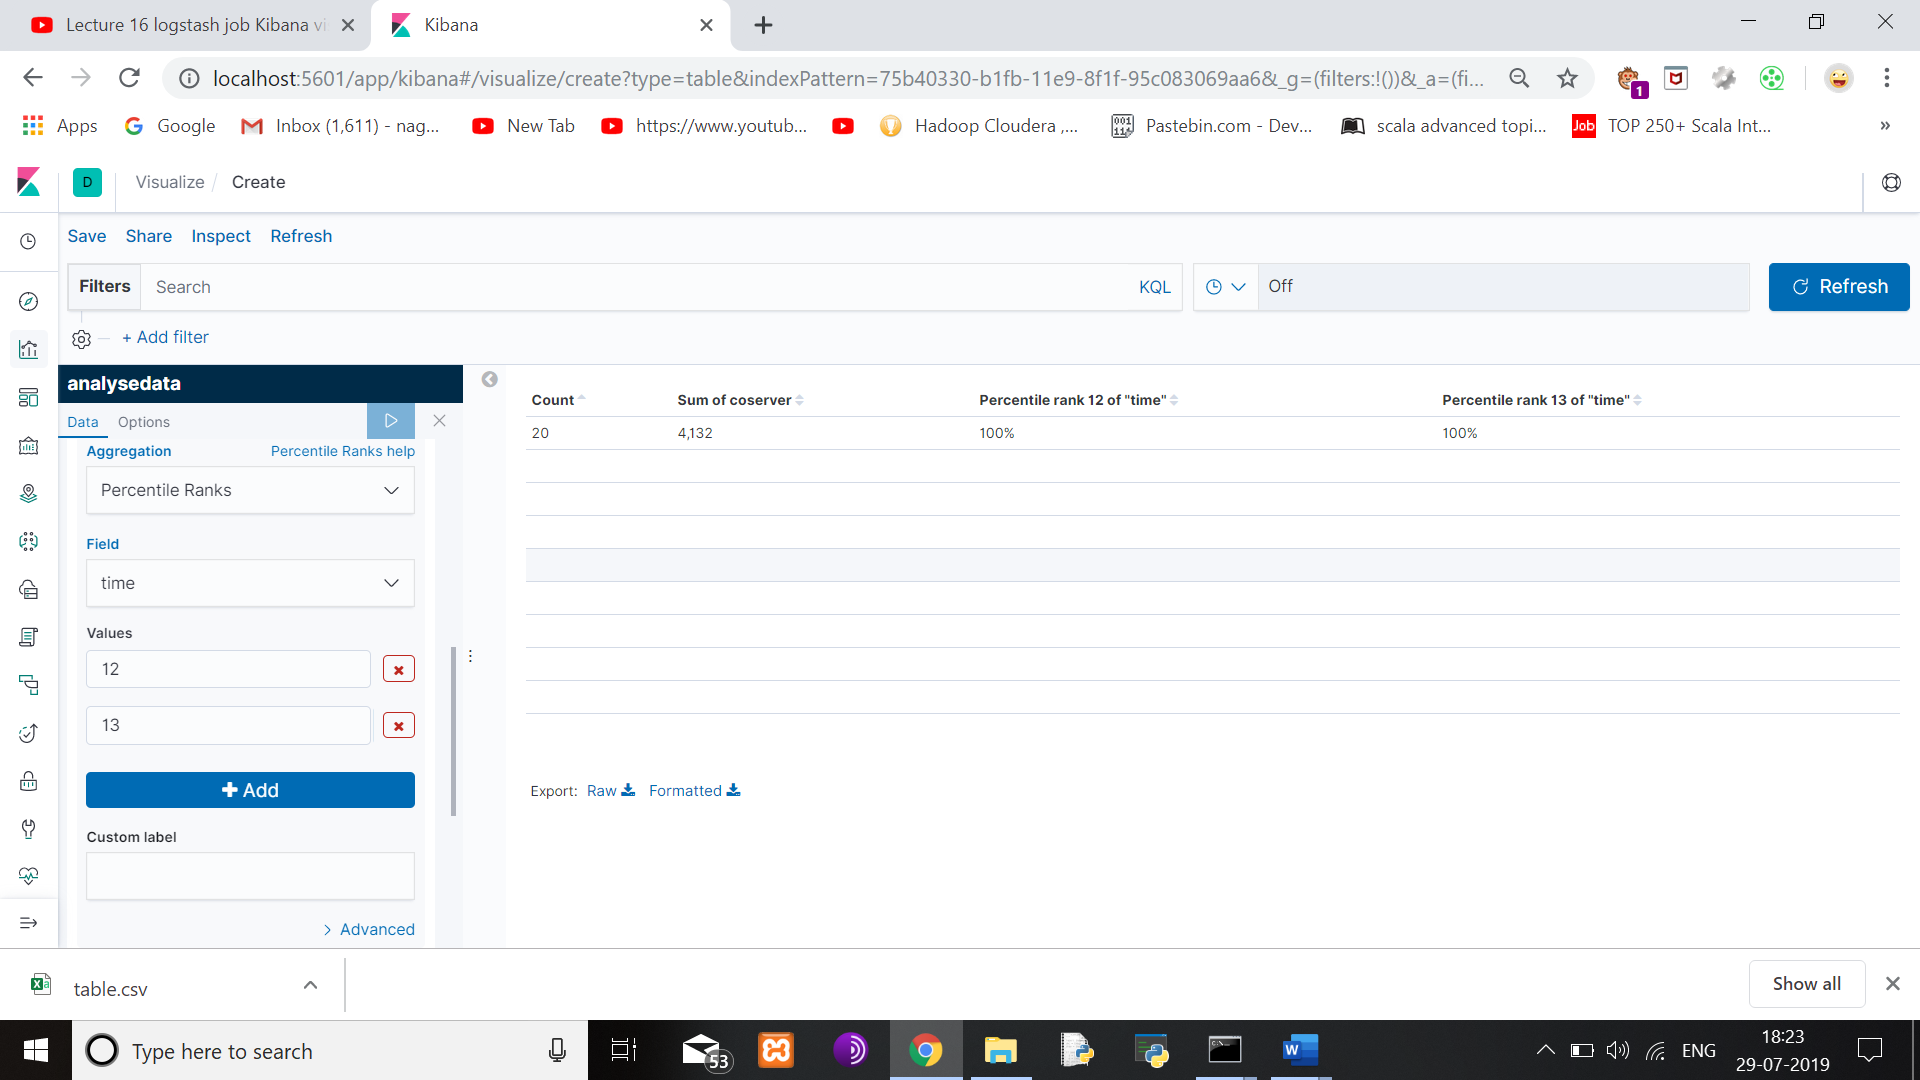 Lecture 16 logstash job Kibana vi
Kibana
localhost:5601/app/kibana#/visualize/create?type=table&indexPattern=75b40330-b1fb-11e9-8f1f-95c083069aa6&_g=(filters:!())&_a=(fi...
1
Apps
Google
Inbox (1,611) - nag...
New Tab
https://www.youtub...
Hadoop Cloudera ,...
Pastebin.com - Dev...
scala advanced topi...
Job
TOP 250+ Scala Int...
»
D
Visualize / Create
Save Share Inspect Refresh
Filters Search KQL
Off
Refresh
+ Add filter
analysedata
Data Options
Aggregation Percentile Ranks help
Percentile Ranks
Field
time
Values
12
13
Add
Custom label
Advanced
Count Sum of coserver Percentile rank 12 of "time" Percentile rank 13 of "time"
20 4,132 100% 100%
Export: Raw Formatted
table.csv
Show all
Type here to search
53
ENG
18:23
29-07-2019